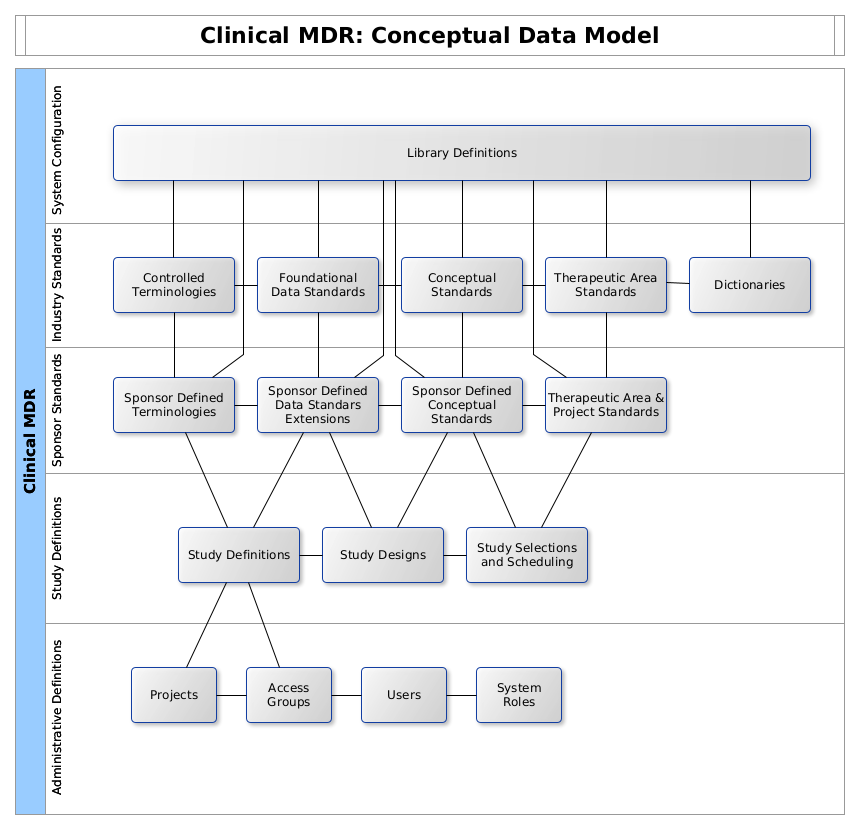 Clinical MDR: Conceptual Data Model
Clinical MDR
System Configuration
Library Definitions
Industry Standards
Controlled
Terminologies
Foundational
Data Standards
Conceptual
Standards
Therapeutic Area
Standards
Dictionaries
Sponsor Standards
Sponsor Defined
Terminologies
Sponsor Defined
Data Standars
Extensions
Sponsor Defined
Conceptual
Standards
Therapeutic Area &
Project Standards
Study Definitions
Study Definitions
Study Designs
Study Selections
and Scheduling
Administrative Definitions
Projects
Access
Groups
Users
System
Roles